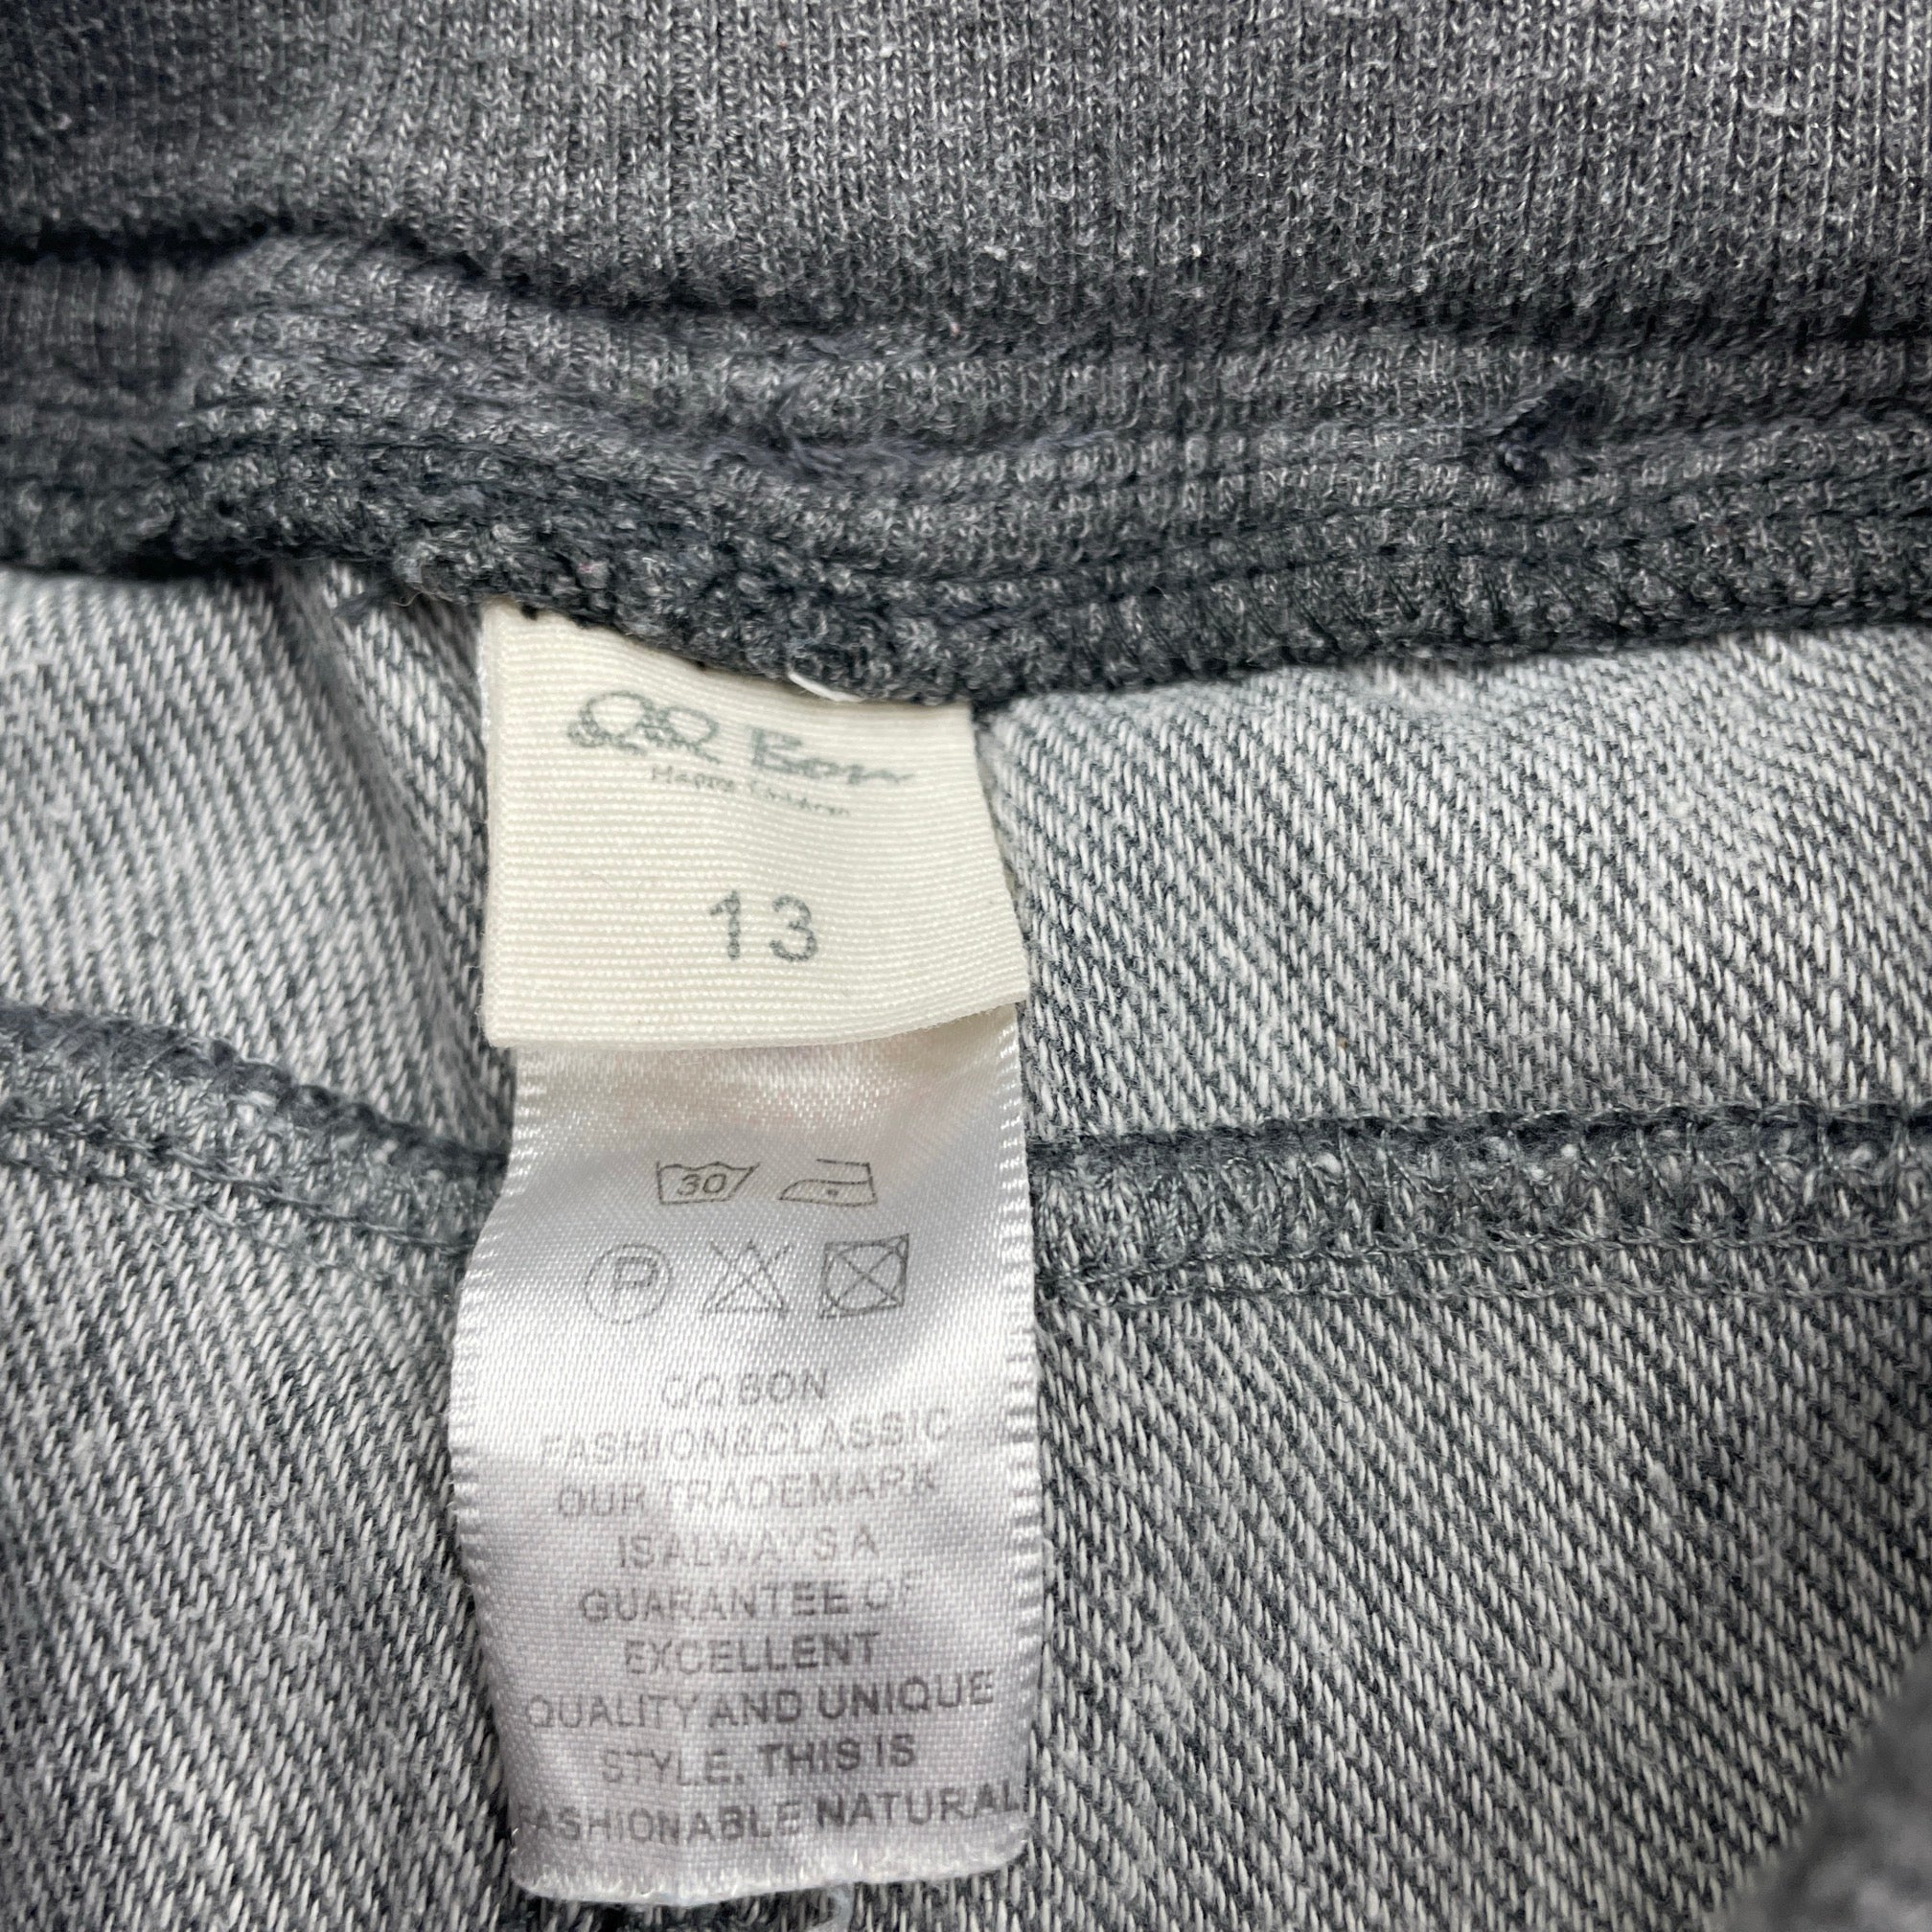 QQ Bon
Happy
13
30
P
QQ BON
FASHION&CLASSIC
OUR TRADEMARK
IS ALWAYS A
GUARANTEE OF
EXCELLENT
QUALITY AND UNIQUE
STYLE. THIS IS
FASHIONABLE NATURAL